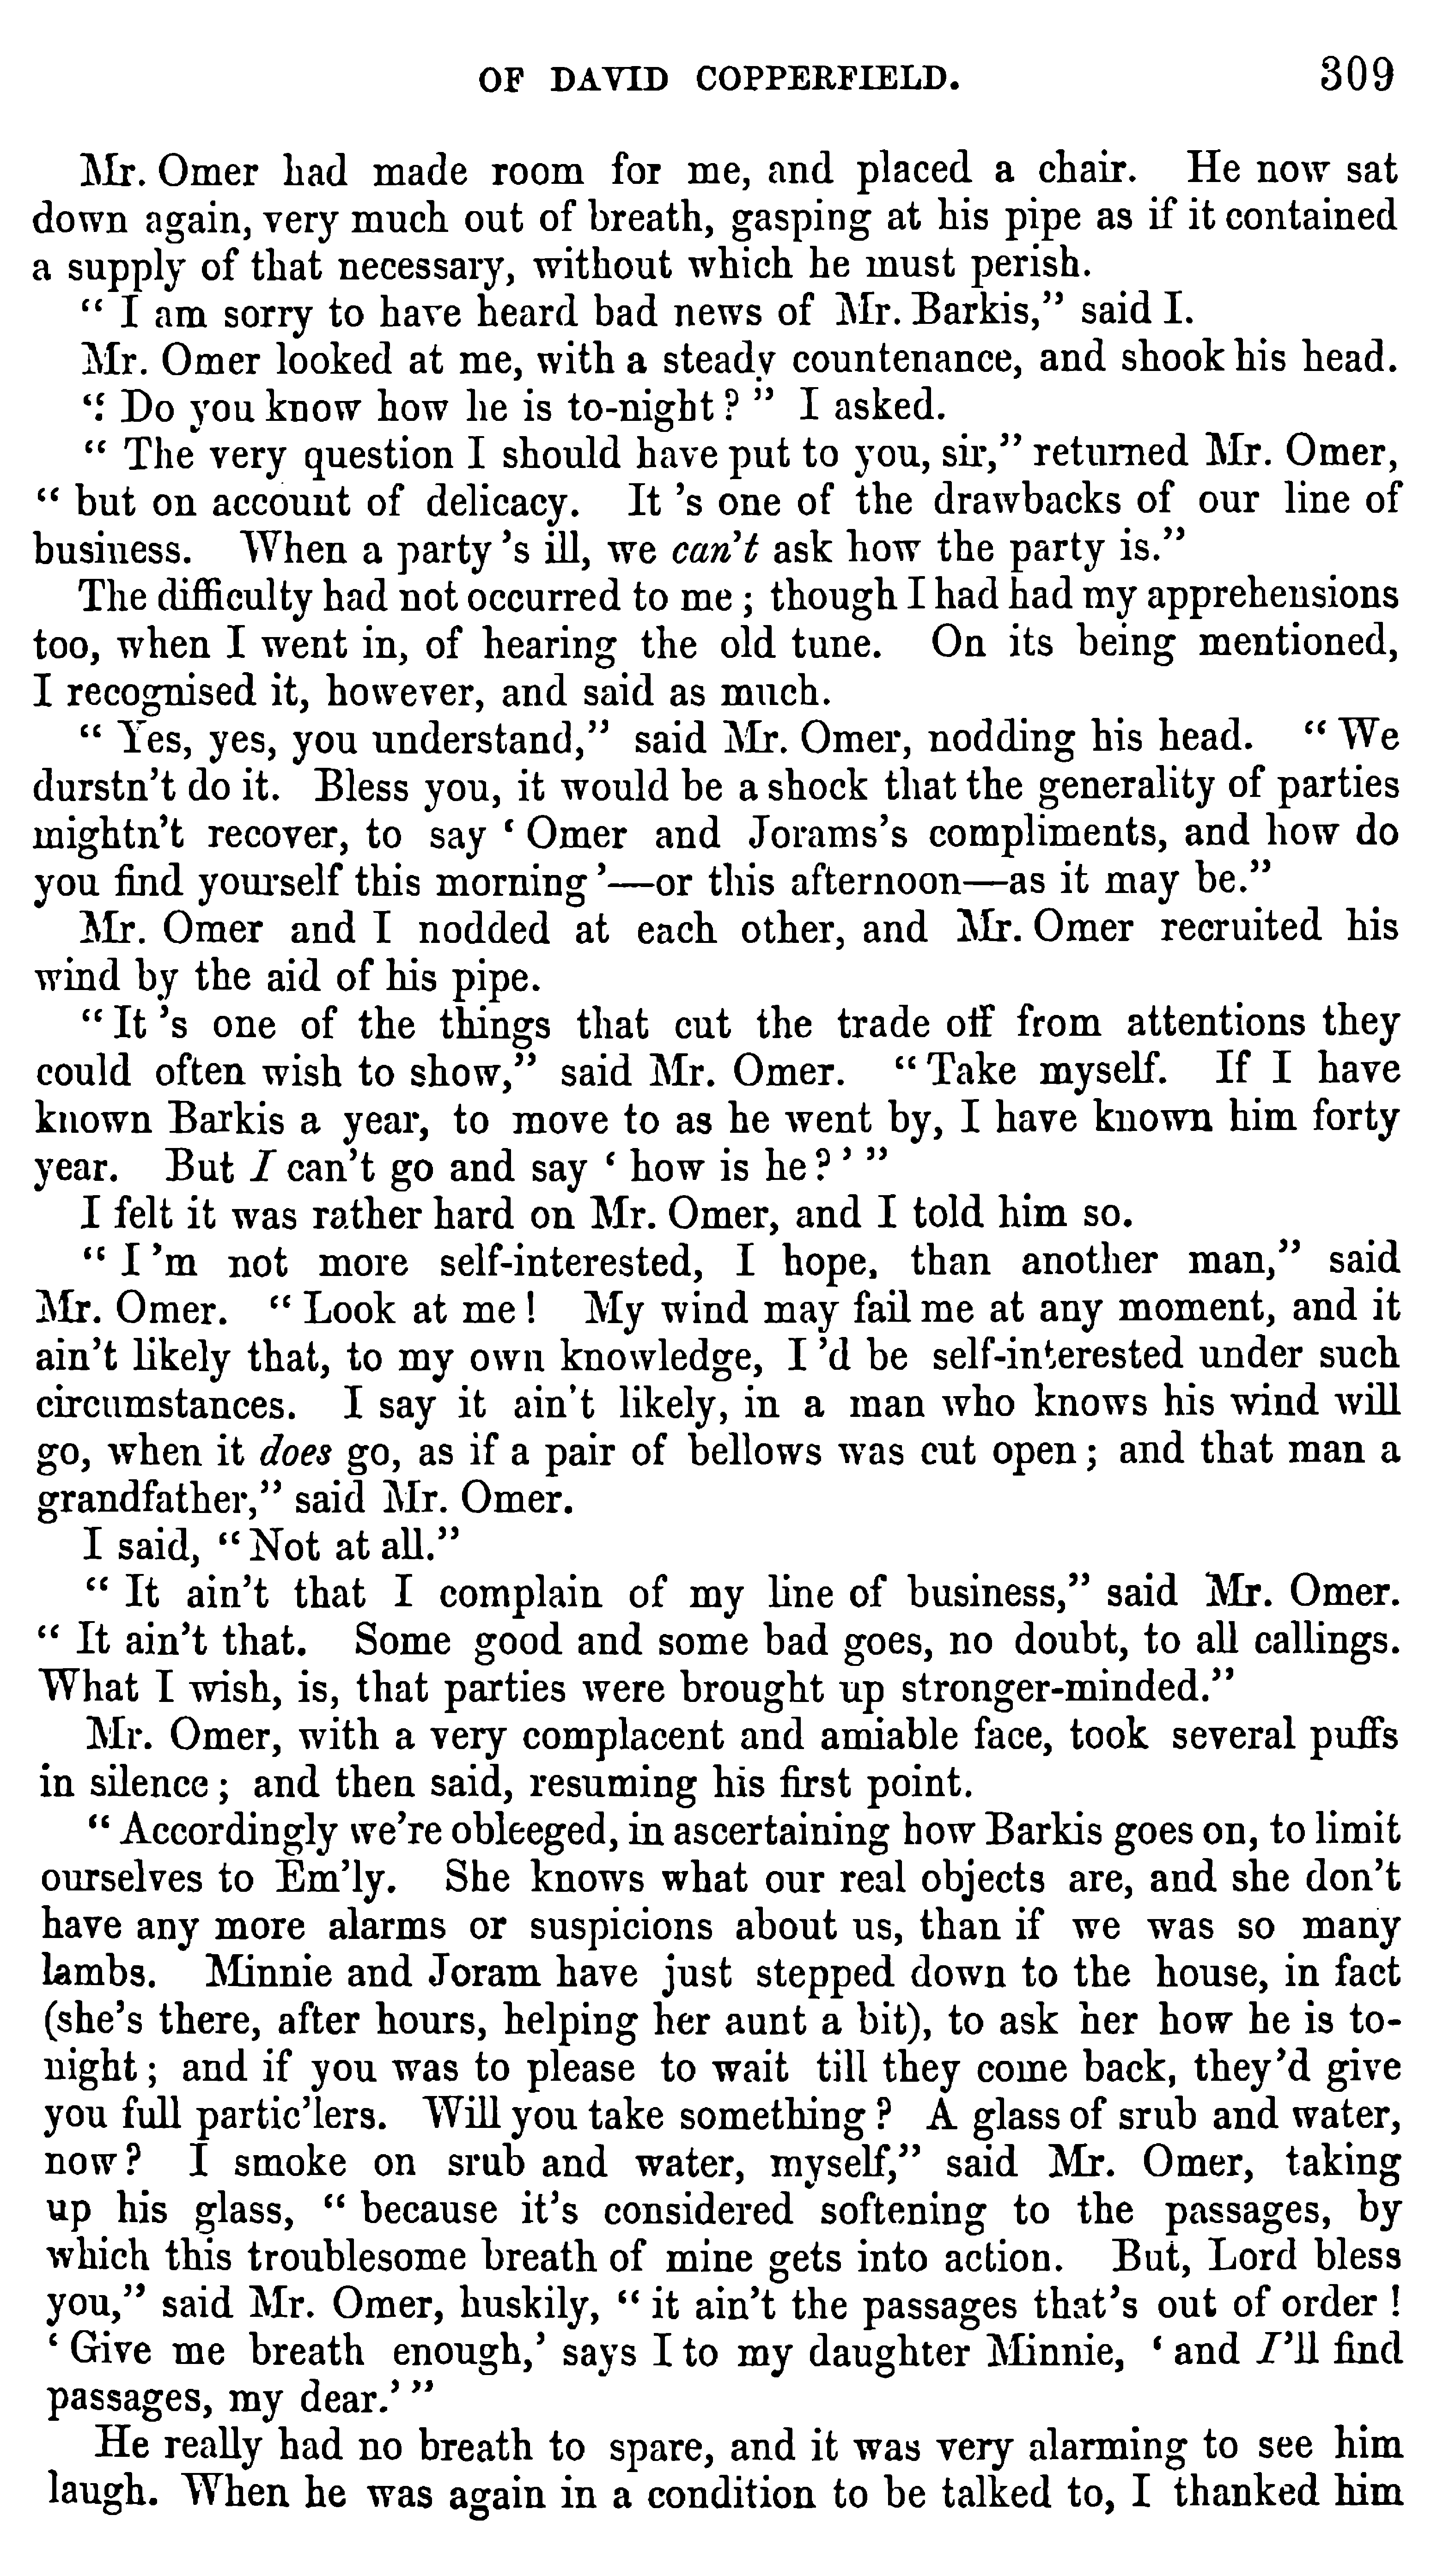 OF DAVID COPPERFIELD. 309
Mr. Omer had made room for me, and placed a chair. He now sat
down again, very much out of breath, gasping at his pipe as if it contained
a supply of that necessary, without which he must perish.
“ I am sorry to have heard bad news of Mr. Barkis,” said I.
Mr. Omer looked at me, with a steady countenance, and shook his head.
“ Do you know how he is to-night ? ” I asked.
“ The very question I should have put to you, sir,” returned Mr. Omer,
“ but on account of delicacy. It ’s one of the drawbacks of our line of
business. When a party ’s ill, we can’t ask how the party is.”
The difficulty had not occurred to me ; though I had had my apprehensions
too, when I went in, of hearing the old tune. On its being mentioned,
I recognised it, however, and said as much.
“ Yes, yes, you understand,” said Mr. Omer, nodding his head. “ We
durstn’t do it. Bless you, it would be a shock that the generality of parties
mightn’t recover, to say ‘ Omer and Jorams’s compliments, and how do
you find yourself this morning ’—or this afternoon—as it may be.”
Mr. Omer and I nodded at each other, and Mr. Omer recruited his
wind by the aid of his pipe.
“ It ’s one of the things that cut the trade off from attentions they
could often wish to show,” said Mr. Omer. “ Take myself. If I have
known Barkis a year, to move to as he went by, I have known him forty
year. But I can’t go and say ‘ how is he ? ’ ”
I felt it was rather hard on Mr. Omer, and I told him so.
“ I ’m not more self-interested, I hope, than another man,” said
Mr. Omer. “ Look at me ! My wind may fail me at any moment, and it
ain’t likely that, to my own knowledge, I ’d be self-interested under such
circumstances. I say it ain’t likely, in a man who knows his wind will
go, when it does go, as if a pair of bellows was cut open ; and that man a
grandfather,” said Mr. Omer.
I said, “ Not at all.”
“ It ain’t that I complain of my line of business,” said Mr. Omer.
“ It ain’t that. Some good and some bad goes, no doubt, to all callings.
What I wish, is, that parties were brought up stronger-minded.”
Mr. Omer, with a very complacent and amiable face, took several puffs
in silence ; and then said, resuming his first point.
“ Accordingly we’re obleeged, in ascertaining how Barkis goes on, to limit
ourselves to Em’ly. She knows what our real objects are, and she don’t
have any more alarms or suspicions about us, than if we was so many
lambs. Minnie and Joram have just stepped down to the house, in fact
(she’s there, after hours, helping her aunt a bit), to ask her how he is to-
night ; and if you was to please to wait till they come back, they’d give
you full partic’lers. Will you take something ? A glass of srub and water,
now ? I smoke on srub and water, myself,” said Mr. Omer, taking
up his glass, “ because it’s considered softening to the passages, by
which this troublesome breath of mine gets into action. But, Lord bless
you,” said Mr. Omer, huskily, “ it ain’t the passages that’s out of order !
‘ Give me breath enough,’ says I to my daughter Minnie, ‘ and I’ll find
passages, my dear.’ ”
He really had no breath to spare, and it was very alarming to see him
laugh. When he was again in a condition to be talked to, I thanked him